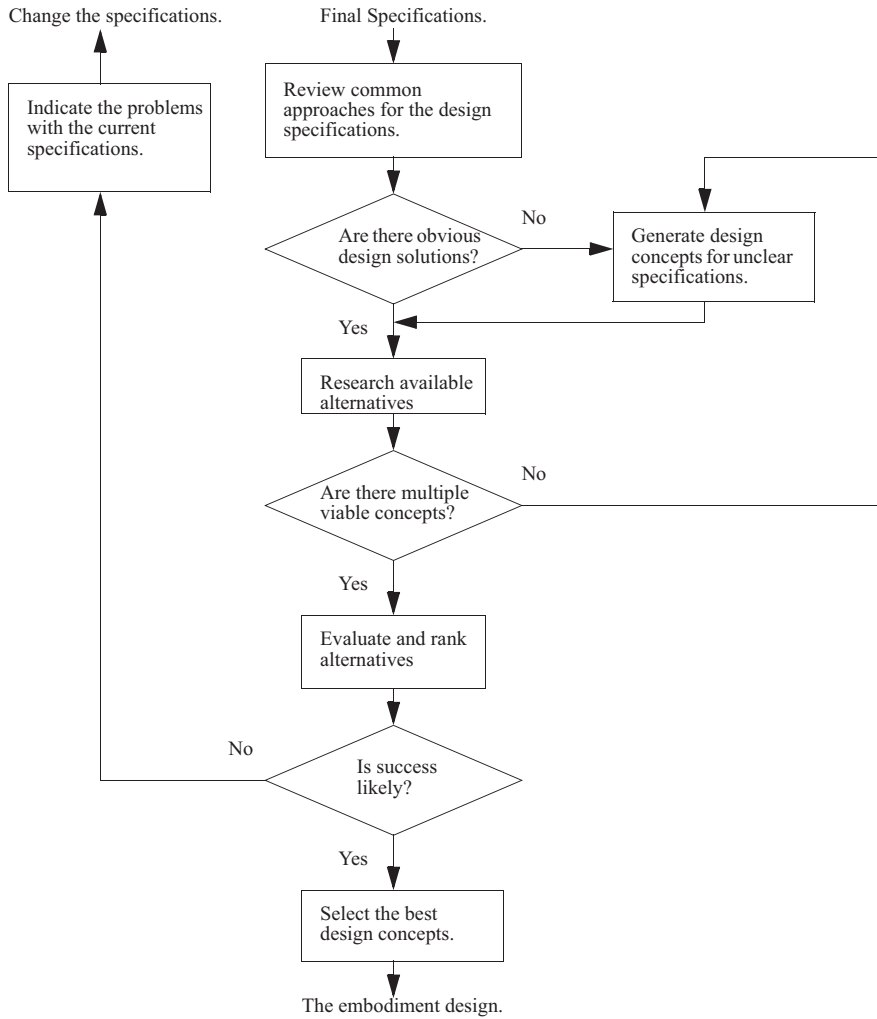 Change the specifications.
Final Specifications.
Indicate the problems
with the current
specifications.
Review common
approaches for the design
specifications.
Are there obvious
design solutions?
No
Generate design
concepts for unclear
specifications.
Yes
Research available
alternatives
Are there multiple
viable concepts?
No
Yes
Evaluate and rank
alternatives
Is success
likely?
No
Yes
Select the best
design concepts.
The embodiment design.